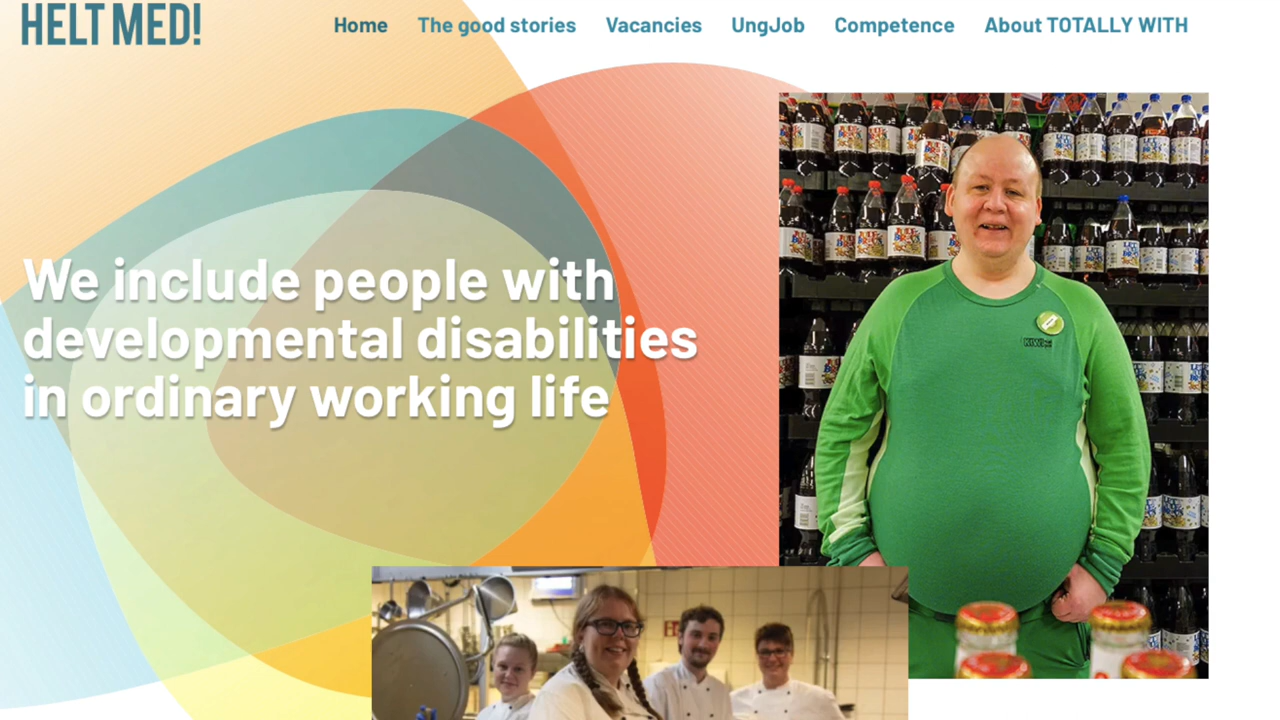 HELT MED!
Home The good stories Vacancies UngJob Competence About TOTALLY WITH
We include people with
developmental disabilities
in ordinary working life
KIWI